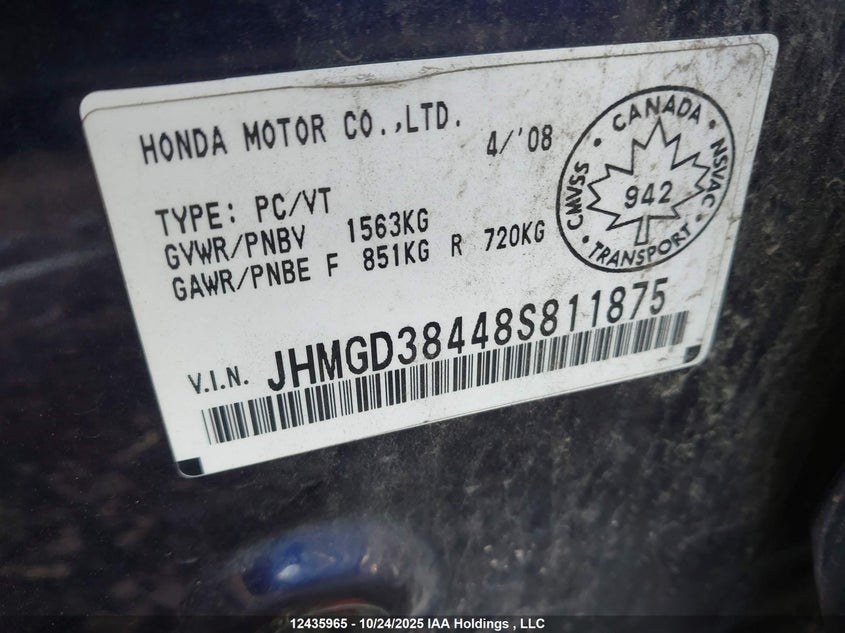 HONDA MOTOR CO.,LTD. 4/'08
TYPE: PC/VT
GVWR/PNBV 1563KG
GAWR/PNBE F 851KG R 720KG
CANADA
CMVSS · NSVAC
942
TRANSPORT
V.I.N. JHMGD38448S811875
12435965 - 10/24/2025 IAA Holdings , LLC